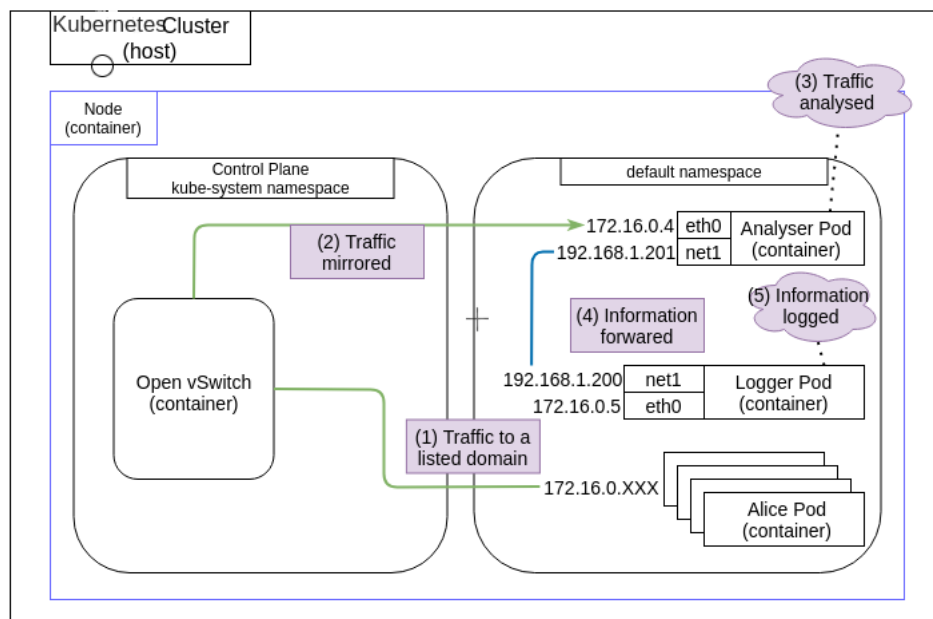 Kubernetes Cluster
(host)
Node
(container)
Control Plane
kube-system namespace
default namespace
(3) Traffic
analysed
(2) Traffic
mirrored
172.16.0.4 eth0
192.168.1.201 net1
Analyser Pod
(container)
(5) Information
logged
(4) Information
forwared
Open vSwitch
(container)
192.168.1.200 net1
172.16.0.5 eth0
Logger Pod
(container)
(1) Traffic to a
listed domain
172.16.0.XXX
Alice Pod
(container)